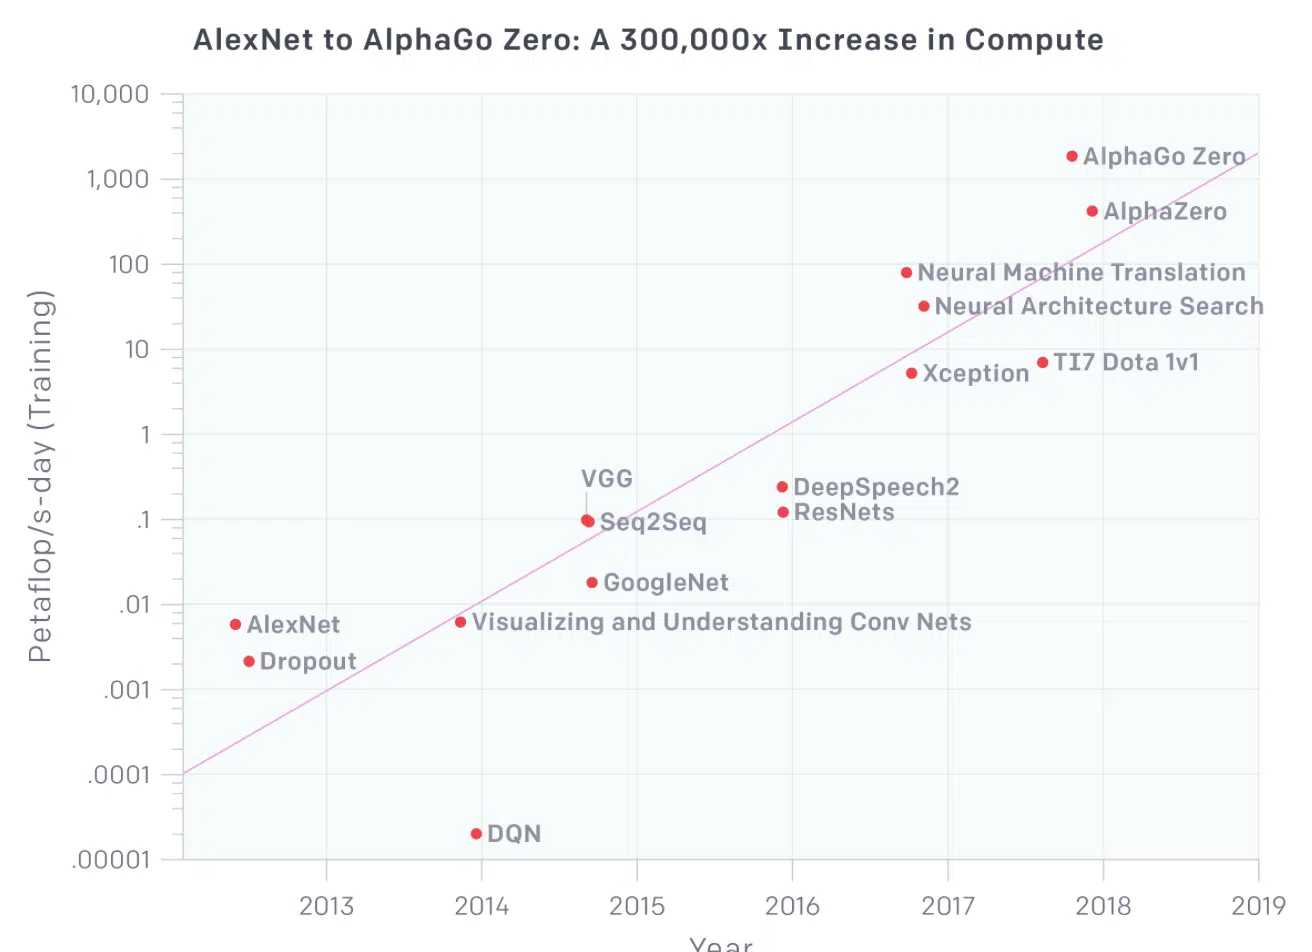 AlexNet to AlphaGo Zero: A 300,000x Increase in Compute
10,000
1,000
100
10
1
.1
.01
.001
.0001
.00001
Petaflop/s-day (Training)
AlphaGo Zero
AlphaZero
Neural Machine Translation
Neural Architecture Search
TI7 Dota 1v1
Xception
VGG
DeepSpeech2
ResNets
Seq2Seq
GoogleNet
Visualizing and Understanding Conv Nets
AlexNet
Dropout
DQN
2013 2014 2015 2016 2017 2018 2019
Year